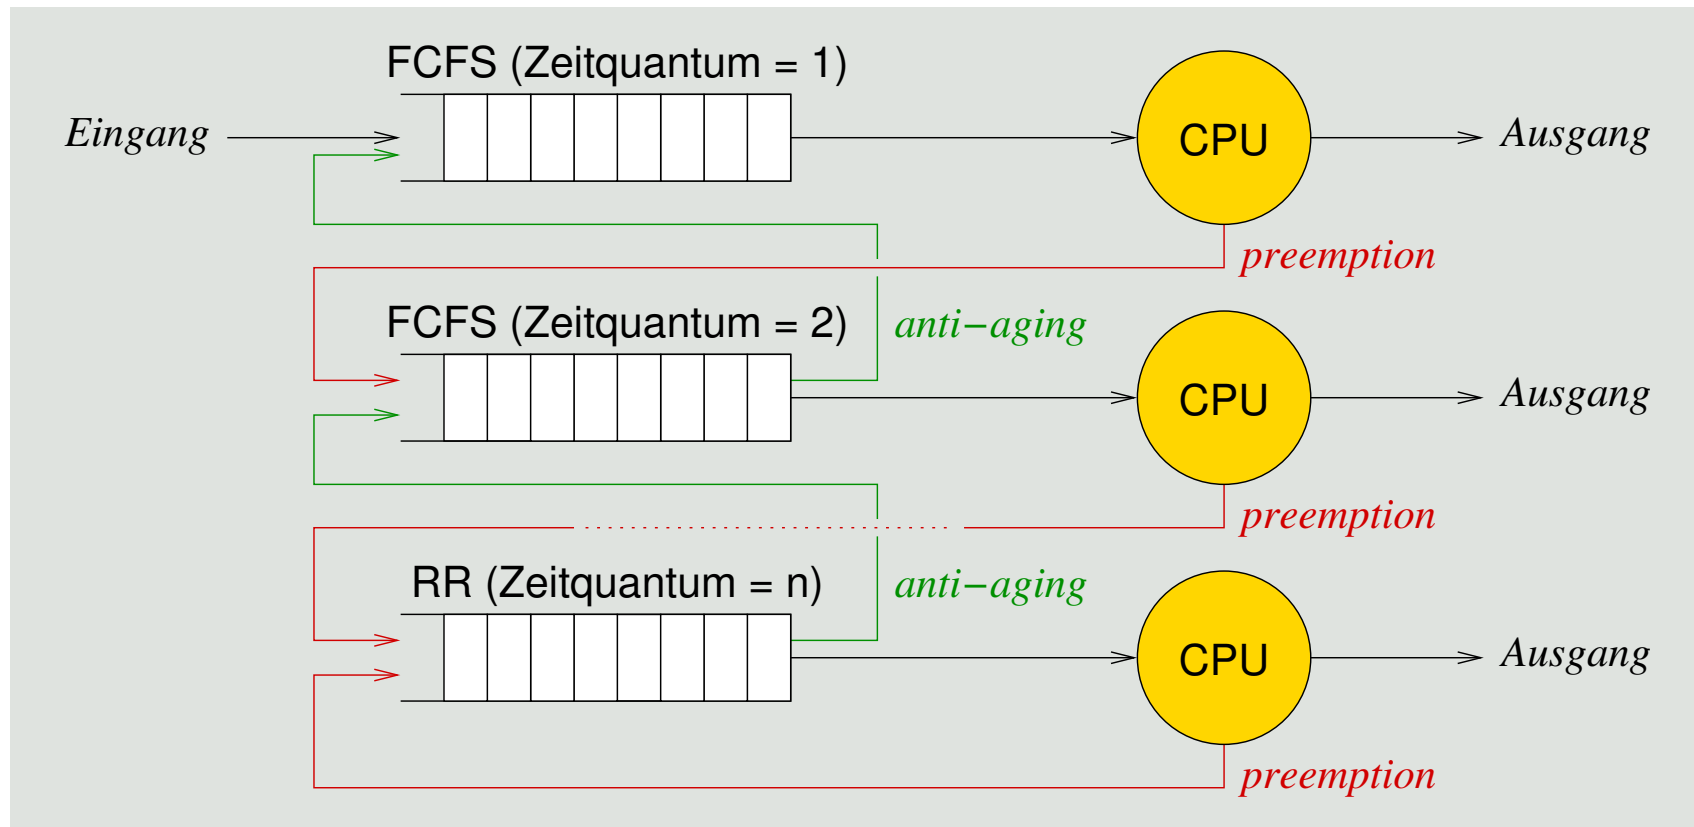 FCFS (Zeitquantum = 1)
Eingang
CPU
Ausgang
preemption
FCFS (Zeitquantum = 2)
anti−aging
CPU
Ausgang
preemption
RR (Zeitquantum = n)
anti−aging
CPU
Ausgang
preemption